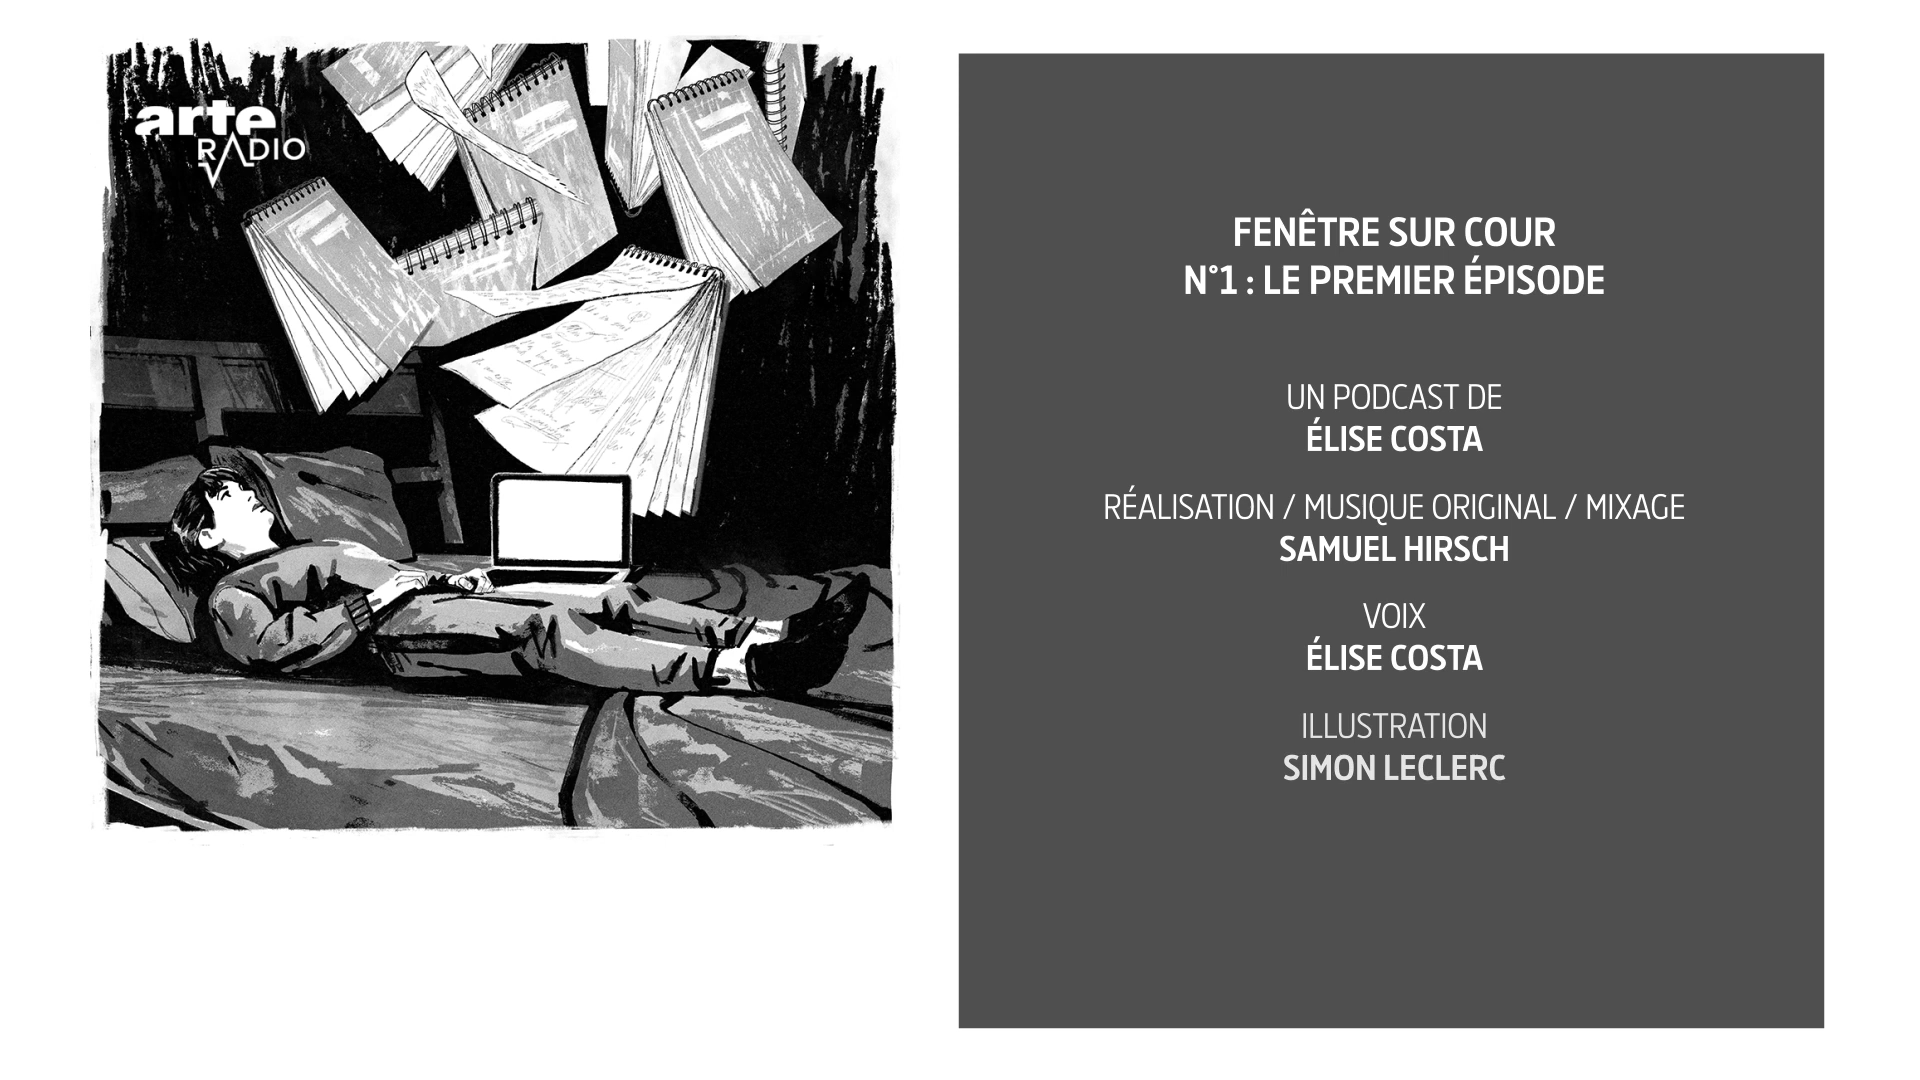 arte
RADIO
FENÊTRE SUR COUR
N°1 : LE PREMIER ÉPISODE
UN PODCAST DE
ÉLISE COSTA
RÉALISATION / MUSIQUE ORIGINAL / MIXAGE
SAMUEL HIRSCH
VOIX
ÉLISE COSTA
ILLUSTRATION
SIMON LECLERC